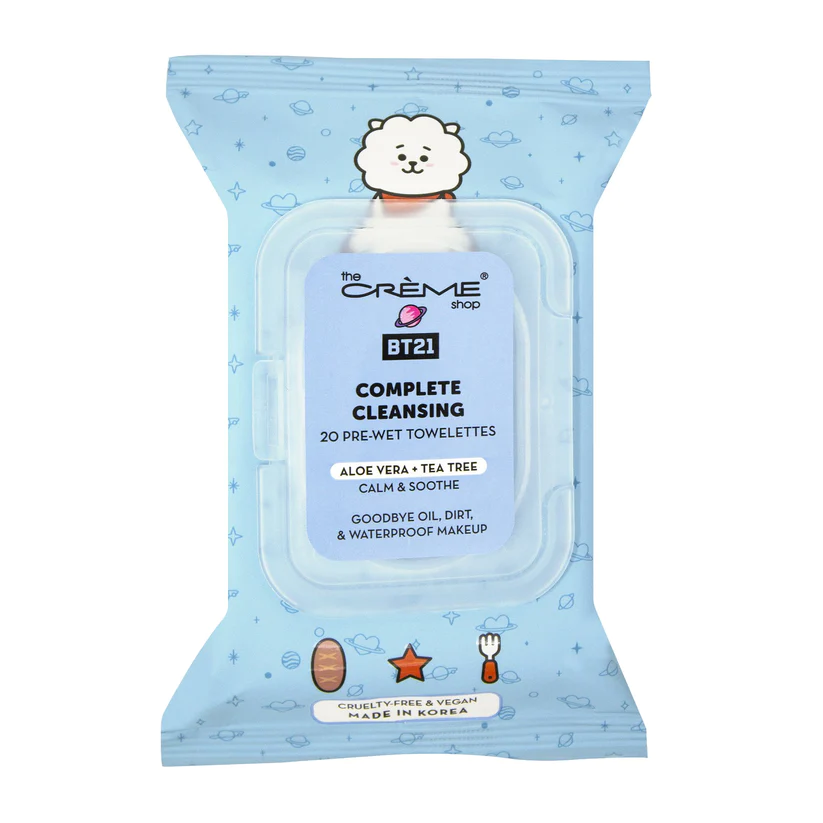 the
CRÈME®
shop
BT21
COMPLETE
CLEANSING
20 PRE-WET TOWELETTES
ALOE VERA + TEA TREE
CALM & SOOTHE
GOODBYE OIL, DIRT,
& WATERPROOF MAKEUP
CRUELTY-FREE & VEGAN
MADE IN KOREA